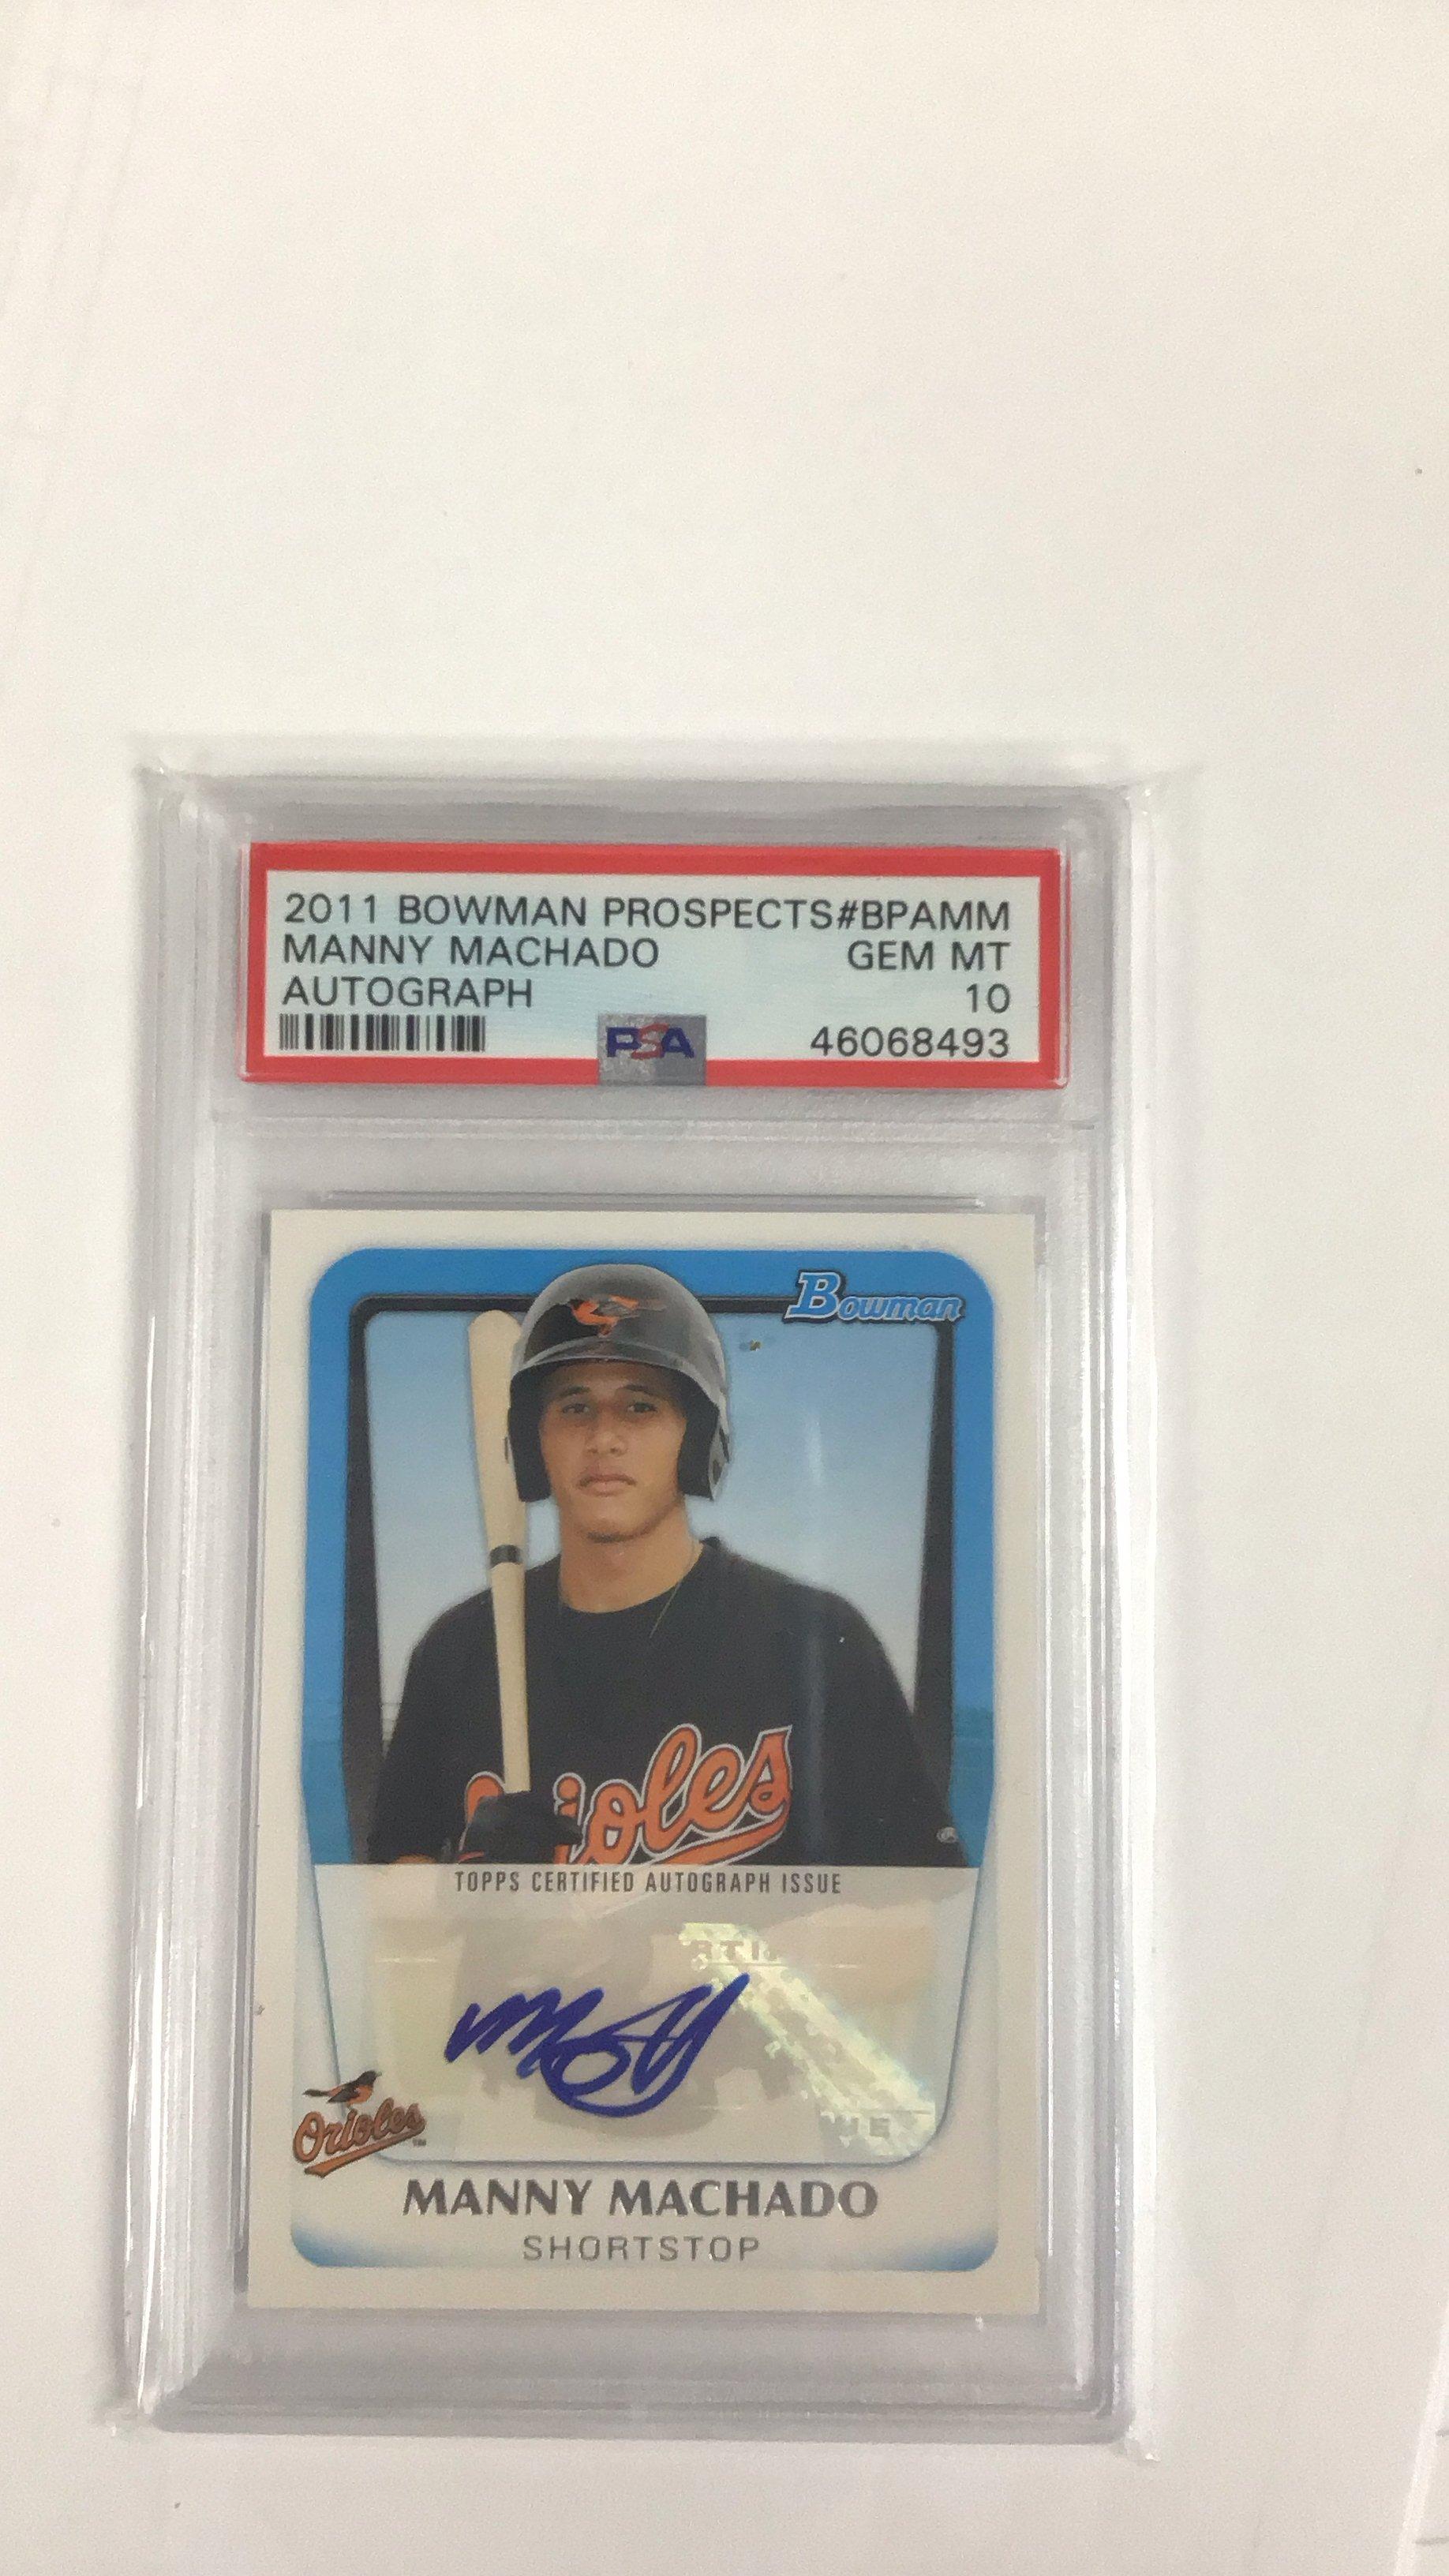 2011 BOWMAN PROSPECTS#BPAMM
MANNY MACHADO GEM MT
AUTOGRAPH 10
PSA 46068493
Bowman
Orioles
TOPPS CERTIFIED AUTOGRAPH ISSUE
Orioles
MANNY MACHADO
SHORTSTOP